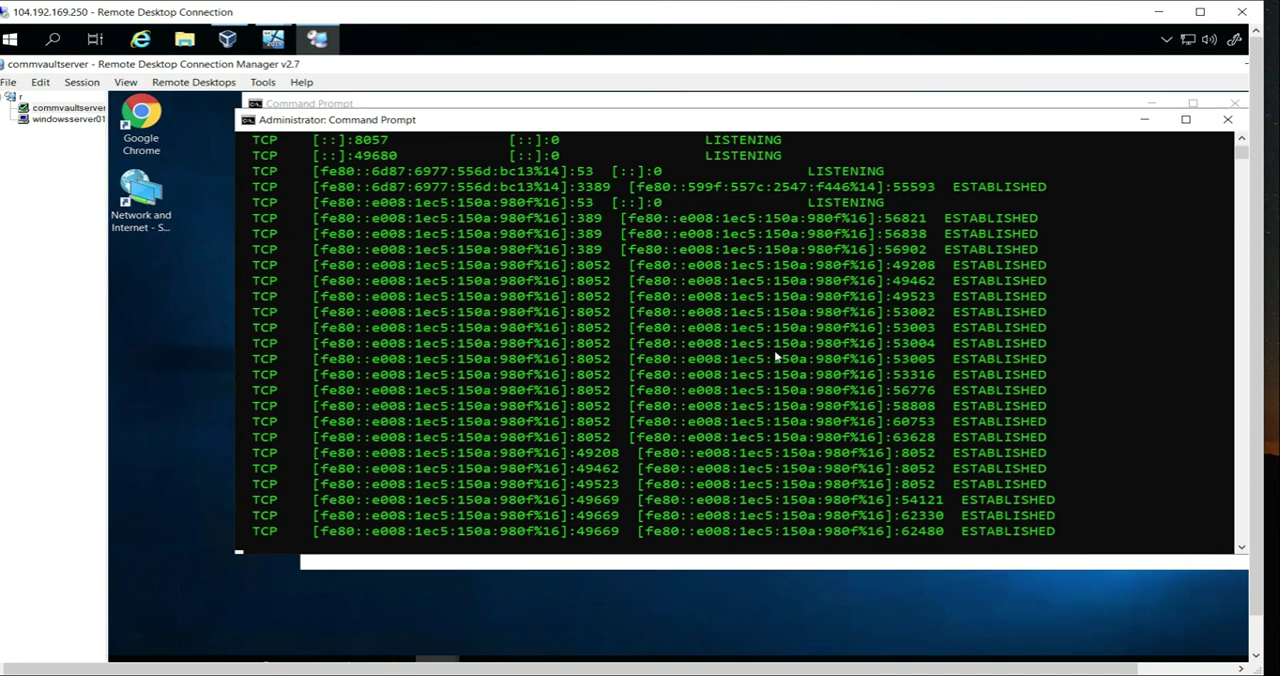 104.192.169.250 - Remote Desktop Connection
commvaultserver - Remote Desktop Connection Manager v2.7
File Edit Session View Remote Desktops Tools Help
r
commvaultserver
windowsserver01
Google
Chrome
Network and
Internet - S...
Command Prompt
Administrator: Command Prompt
TCP [::]:8057 [::]:0 LISTENING
TCP [::]:49680 [::]:0 LISTENING
TCP [fe80::6d87:6977:556d:bc13%14]:53 [::]:0 LISTENING
TCP [fe80::6d87:6977:556d:bc13%14]:3389 [fe80::599f:557c:2547:f446%14]:55593 ESTABLISHED
TCP [fe80::e008:1ec5:150a:980f%16]:53 [::]:0 LISTENING
TCP [fe80::e008:1ec5:150a:980f%16]:389 [fe80::e008:1ec5:150a:980f%16]:56821 ESTABLISHED
TCP [fe80::e008:1ec5:150a:980f%16]:389 [fe80::e008:1ec5:150a:980f%16]:56838 ESTABLISHED
TCP [fe80::e008:1ec5:150a:980f%16]:389 [fe80::e008:1ec5:150a:980f%16]:56902 ESTABLISHED
TCP [fe80::e008:1ec5:150a:980f%16]:8052 [fe80::e008:1ec5:150a:980f%16]:49208 ESTABLISHED
TCP [fe80::e008:1ec5:150a:980f%16]:8052 [fe80::e008:1ec5:150a:980f%16]:49462 ESTABLISHED
TCP [fe80::e008:1ec5:150a:980f%16]:8052 [fe80::e008:1ec5:150a:980f%16]:49523 ESTABLISHED
TCP [fe80::e008:1ec5:150a:980f%16]:8052 [fe80::e008:1ec5:150a:980f%16]:53002 ESTABLISHED
TCP [fe80::e008:1ec5:150a:980f%16]:8052 [fe80::e008:1ec5:150a:980f%16]:53003 ESTABLISHED
TCP [fe80::e008:1ec5:150a:980f%16]:8052 [fe80::e008:1ec5:150a:980f%16]:53004 ESTABLISHED
TCP [fe80::e008:1ec5:150a:980f%16]:8052 [fe80::e008:1ec5:150a:980f%16]:53005 ESTABLISHED
TCP [fe80::e008:1ec5:150a:980f%16]:8052 [fe80::e008:1ec5:150a:980f%16]:53316 ESTABLISHED
TCP [fe80::e008:1ec5:150a:980f%16]:8052 [fe80::e008:1ec5:150a:980f%16]:56776 ESTABLISHED
TCP [fe80::e008:1ec5:150a:980f%16]:8052 [fe80::e008:1ec5:150a:980f%16]:58808 ESTABLISHED
TCP [fe80::e008:1ec5:150a:980f%16]:8052 [fe80::e008:1ec5:150a:980f%16]:60753 ESTABLISHED
TCP [fe80::e008:1ec5:150a:980f%16]:8052 [fe80::e008:1ec5:150a:980f%16]:63628 ESTABLISHED
TCP [fe80::e008:1ec5:150a:980f%16]:49208 [fe80::e008:1ec5:150a:980f%16]:8052 ESTABLISHED
TCP [fe80::e008:1ec5:150a:980f%16]:49462 [fe80::e008:1ec5:150a:980f%16]:8052 ESTABLISHED
TCP [fe80::e008:1ec5:150a:980f%16]:49523 [fe80::e008:1ec5:150a:980f%16]:8052 ESTABLISHED
TCP [fe80::e008:1ec5:150a:980f%16]:49669 [fe80::e008:1ec5:150a:980f%16]:54121 ESTABLISHED
TCP [fe80::e008:1ec5:150a:980f%16]:49669 [fe80::e008:1ec5:150a:980f%16]:62330 ESTABLISHED
TCP [fe80::e008:1ec5:150a:980f%16]:49669 [fe80::e008:1ec5:150a:980f%16]:62480 ESTABLISHED